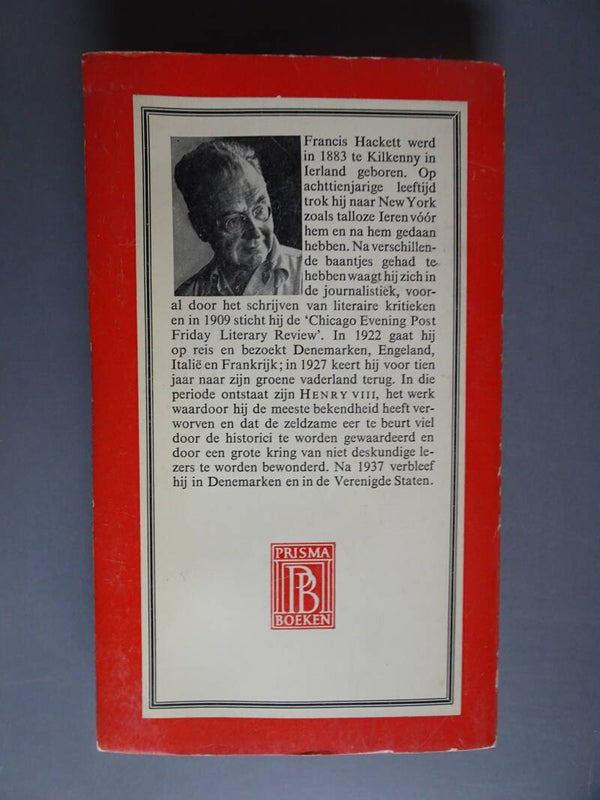 Francis Hackett werd
in 1883 te Kilkenny in
Ierland geboren. Op
achttienjarige leeftijd
trok hij naar New York
zoals talloze Ieren vóór
hem en na hem gedaan
hebben. Na verschillen-
de baantjes gehad te
hebben waagt hij zich in
de journalistiek, voor-
al door het schrijven van literaire kritieken
en in 1909 sticht hij de ‘Chicago Evening Post
Friday Literary Review’. In 1922 gaat hij
op reis en bezoekt Denemarken, Engeland,
Italië en Frankrijk; in 1927 keert hij voor tien
jaar naar zijn groene vaderland terug. In die
periode ontstaat zijn HENRY VIII, het werk
waardoor hij de meeste bekendheid heeft ver-
worven en dat de zeldzame eer te beurt viel
door de historici te worden gewaardeerd en
door een grote kring van niet deskundige le-
zers te worden bewonderd. Na 1937 verbleef
hij in Denemarken en in de Verenigde Staten.
PRISMA
PB
BOEKEN